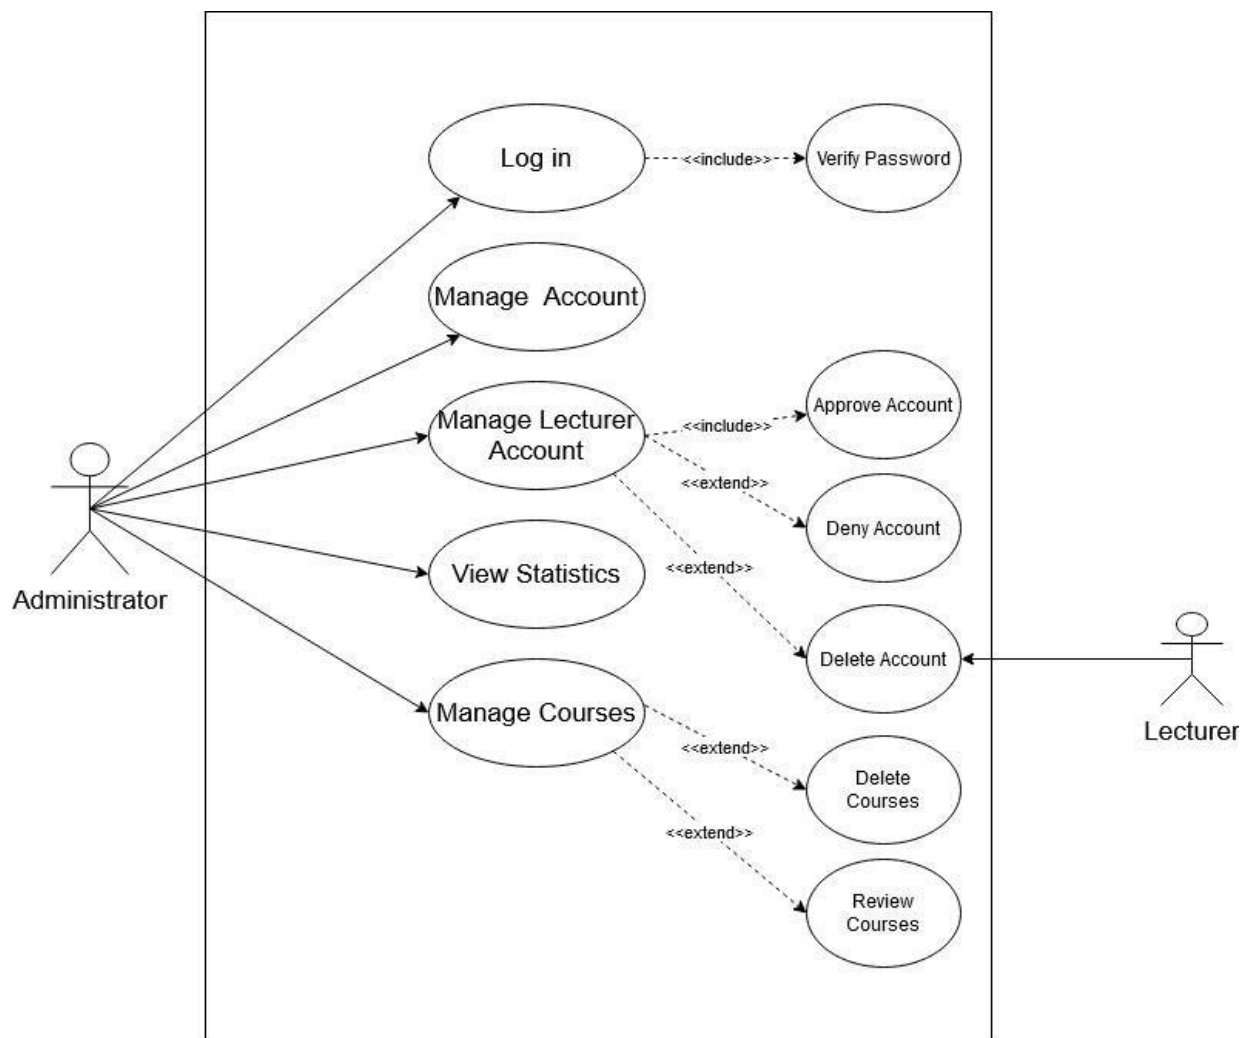 Log in
<<include>>
Verify Password
Manage  Account
Manage Lecturer
Account
<<include>>
Approve Account
<<extend>>
Deny Account
<<extend>>
Delete Account
View Statistics
Administrator
Manage Courses
<<extend>>
Delete
Courses
<<extend>>
Review
Courses
Lecturer